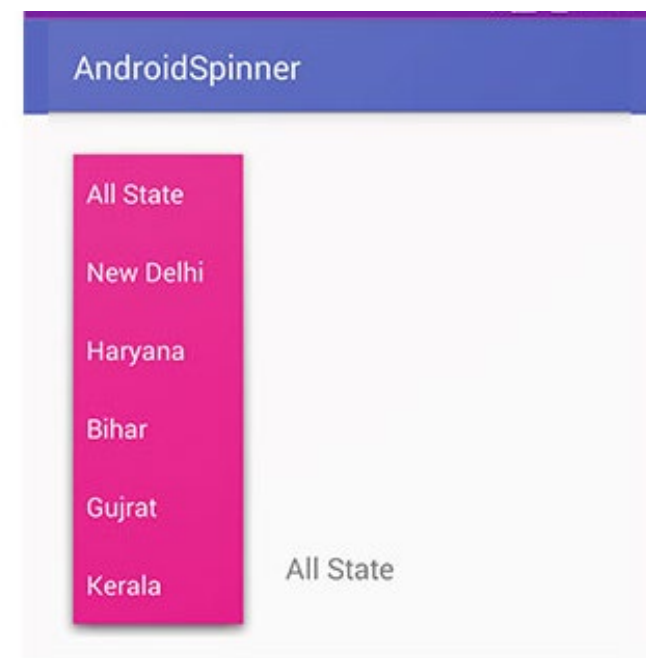 AndroidSpinner
All State
New Delhi
Haryana
Bihar
Gujrat
Kerala
All State